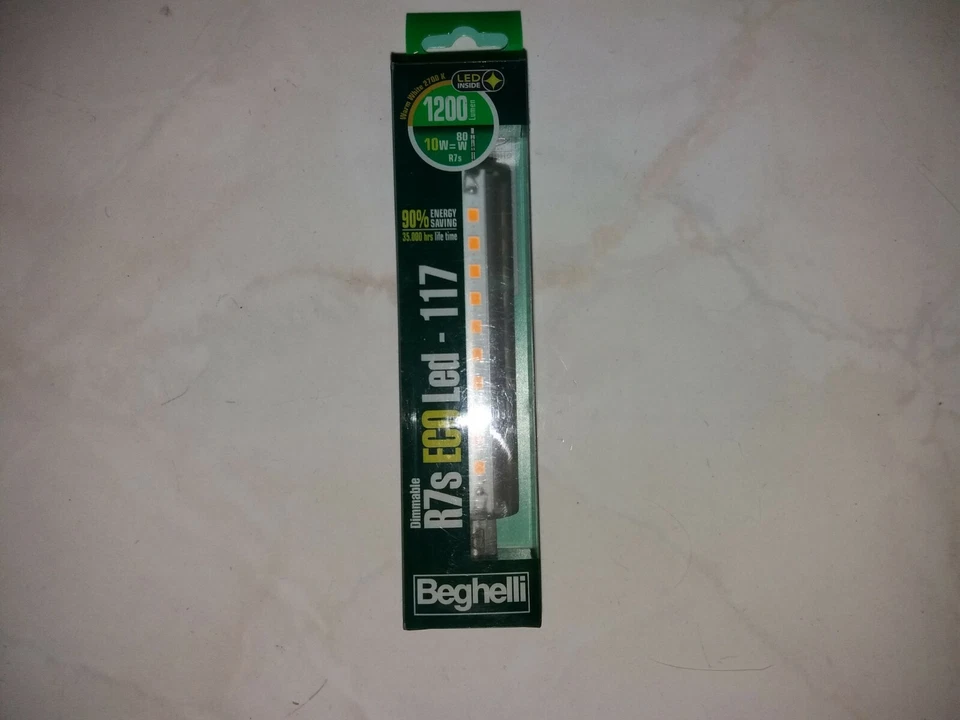 LED
INSIDE
Warm White 2700 K
1200 Lumen
10W = 80 W
R7s
90% ENERGY SAVING
35.000 hrs life time
Dimmable
R7s ECO Led - 117
Beghelli